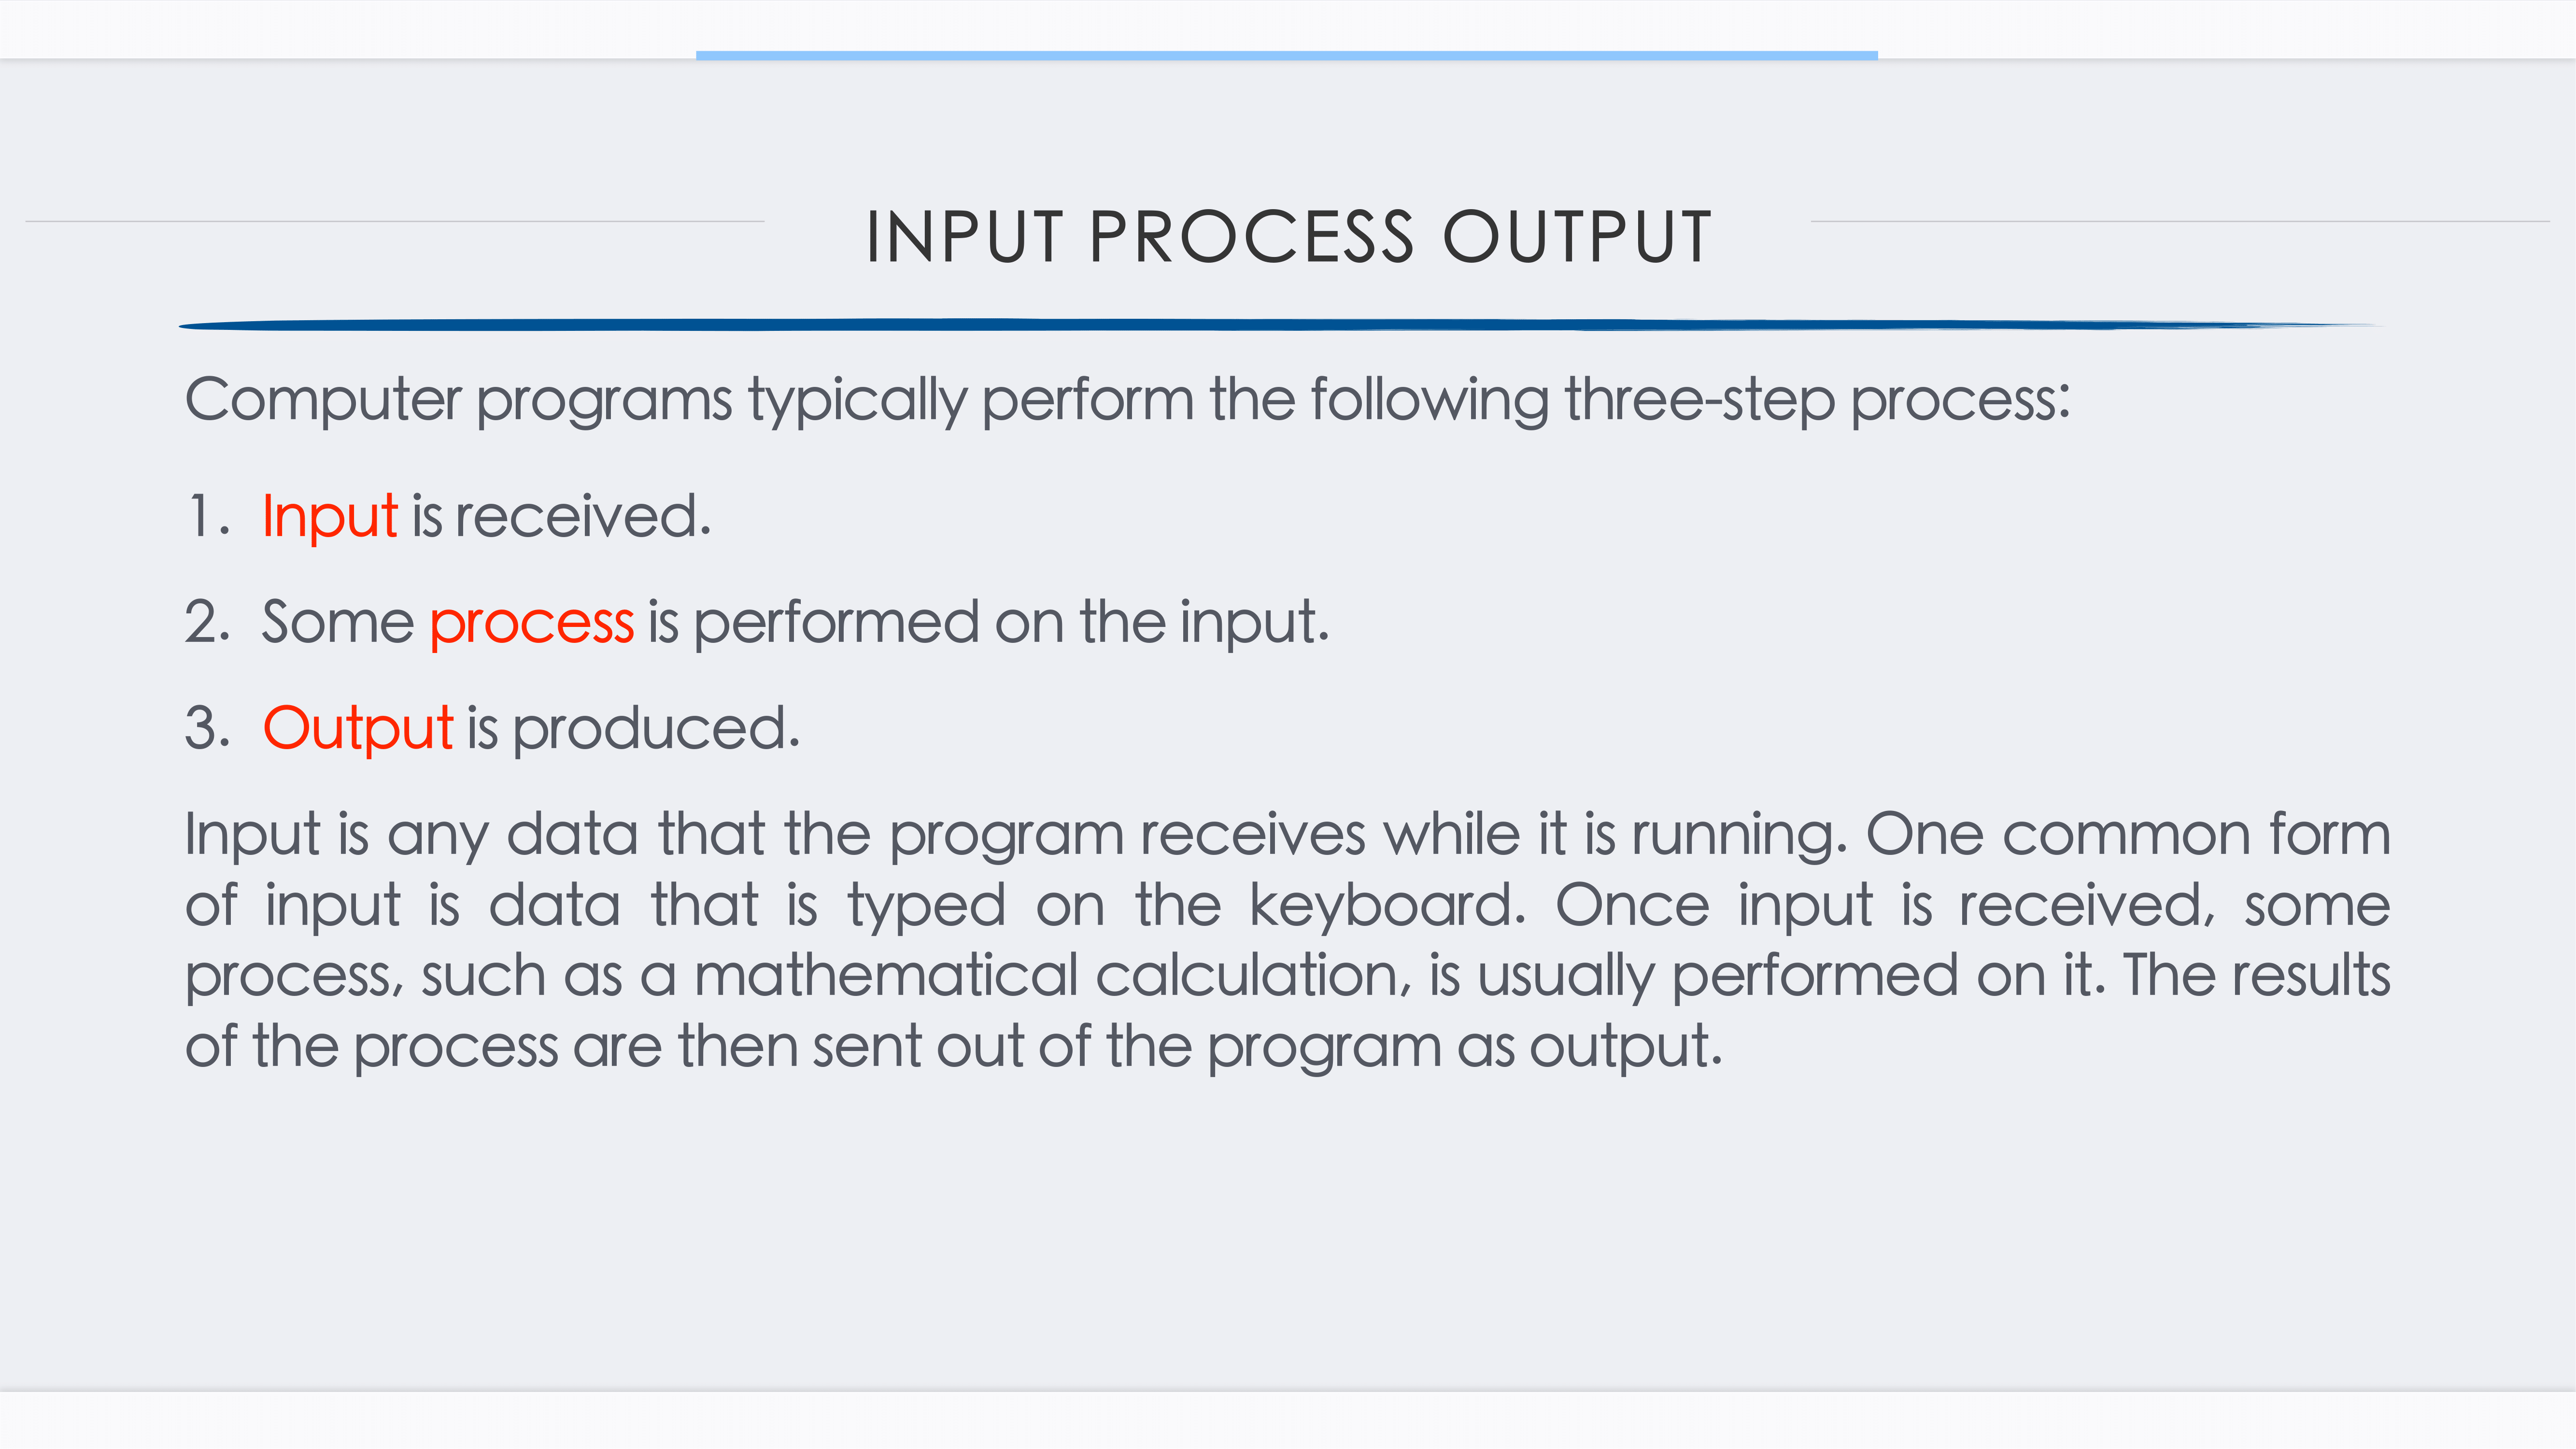 INPUT PROCESS OUTPUT
Computer programs typically perform the following three-step process:
1. Input is received.
2. Some process is performed on the input.
3. Output is produced.
Input is any data that the program receives while it is running. One common form
of input is data that is typed on the keyboard. Once input is received, some
process, such as a mathematical calculation, is usually performed on it. The results
of the process are then sent out of the program as output.